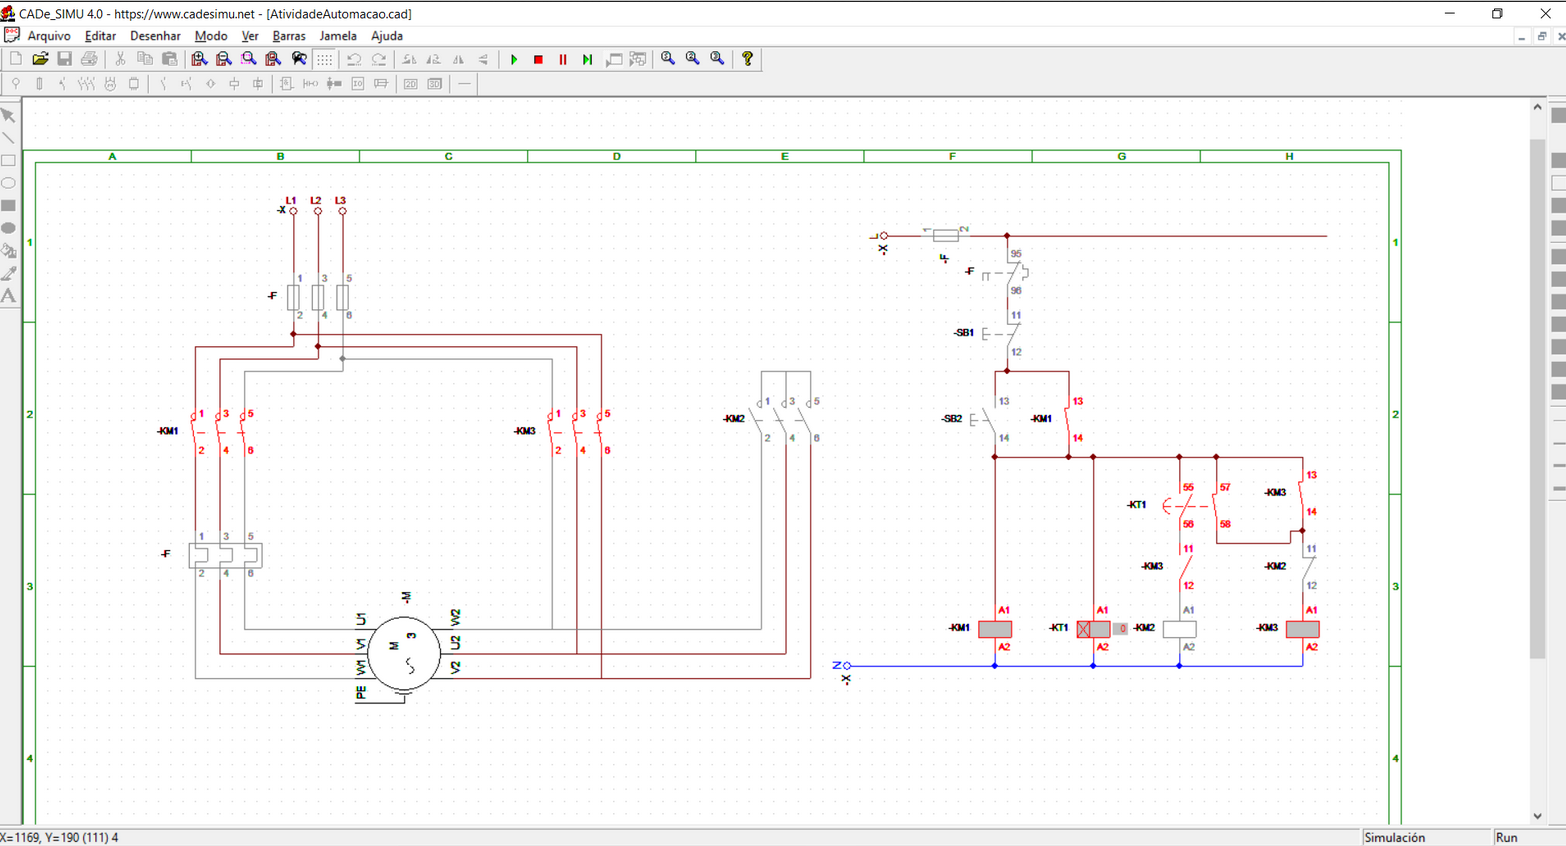 CADe_SIMU 4.0 - https://www.cadesimu.net - [AtividadeAutomacao.cad]
Arquivo Editar Desenhar Modo Ver Barras Jamela Ajuda
A B C D E F G H
L1 L2 L3
-X
1 1
L
-X
1 2
-F
95
-F
96
1 3 5
-F
2 4 6
11
-SB1
12
1 3 5
-KM1
2 4 6
1 3 5
-KM3
2 4 6
1 3 5
-KM2
2 4 6
2 2
13
-SB2
14
13
-KM1
14
55 57
-KT1
56 58
13
-KM3
14
1 3 5
-F
2 4 6
11
-KM3
12
11
-KM2
12
3 3
-M
U1 V1 W1 PE
M 3
W2 U2 V2
A1
-KM1
A2
A1
-KT1 0
A2
A1
-KM2
A2
A1
-KM3
A2
N
-X
4 4
X=1169, Y=190 (111) 4
Simulación Run